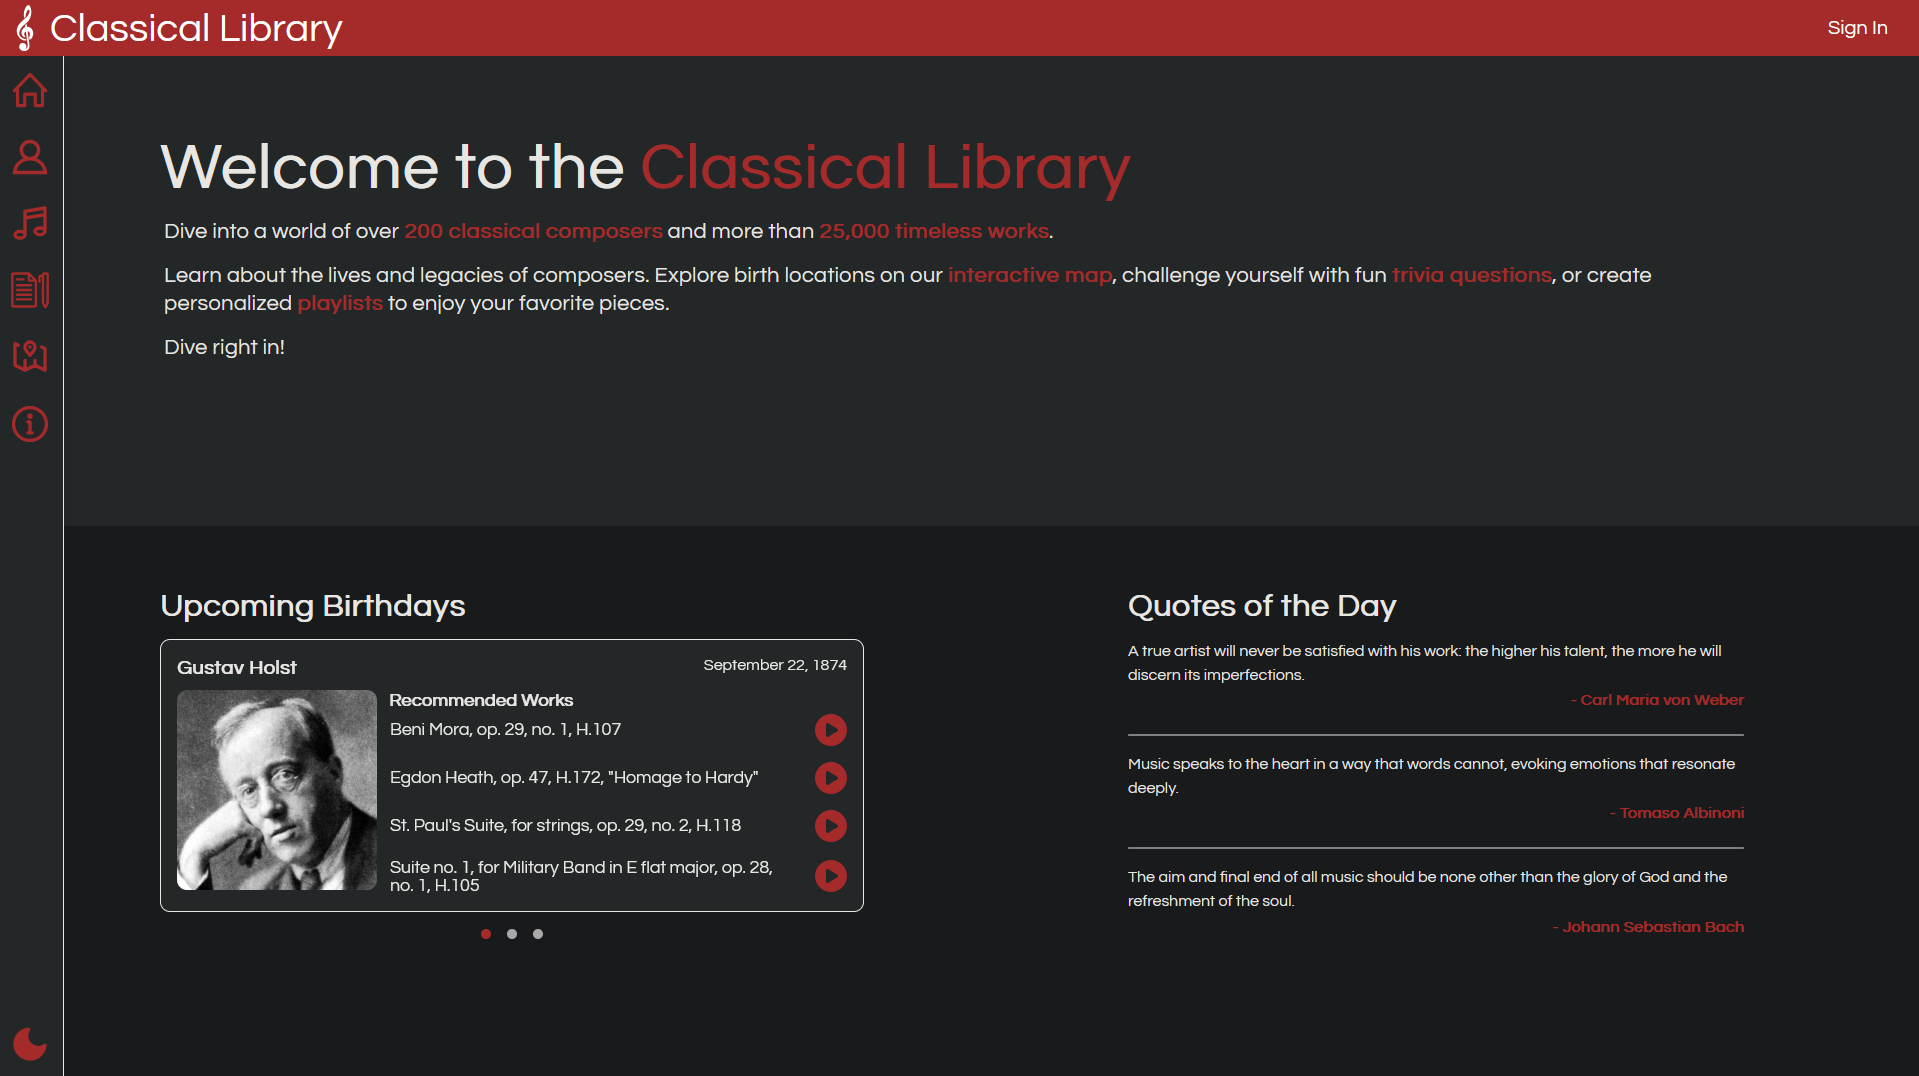 Classical Library
Sign In
Welcome to the Classical Library
Dive into a world of over 200 classical composers and more than 25,000 timeless works.
Learn about the lives and legacies of composers. Explore birth locations on our interactive map, challenge yourself with fun trivia questions, or create
personalized playlists to enjoy your favorite pieces.
Dive right in!
Upcoming Birthdays
Gustav Holst
September 22, 1874
Recommended Works
Beni Mora, op. 29, no. 1, H.107
Egdon Heath, op. 47, H.172, "Homage to Hardy"
St. Paul's Suite, for strings, op. 29, no. 2, H.118
Suite no. 1, for Military Band in E flat major, op. 28,
no. 1, H.105
Quotes of the Day
A true artist will never be satisfied with his work: the higher his talent, the more he will
discern its imperfections.
- Carl Maria von Weber
Music speaks to the heart in a way that words cannot, evoking emotions that resonate
deeply.
- Tomaso Albinoni
The aim and final end of all music should be none other than the glory of God and the
refreshment of the soul.
- Johann Sebastian Bach